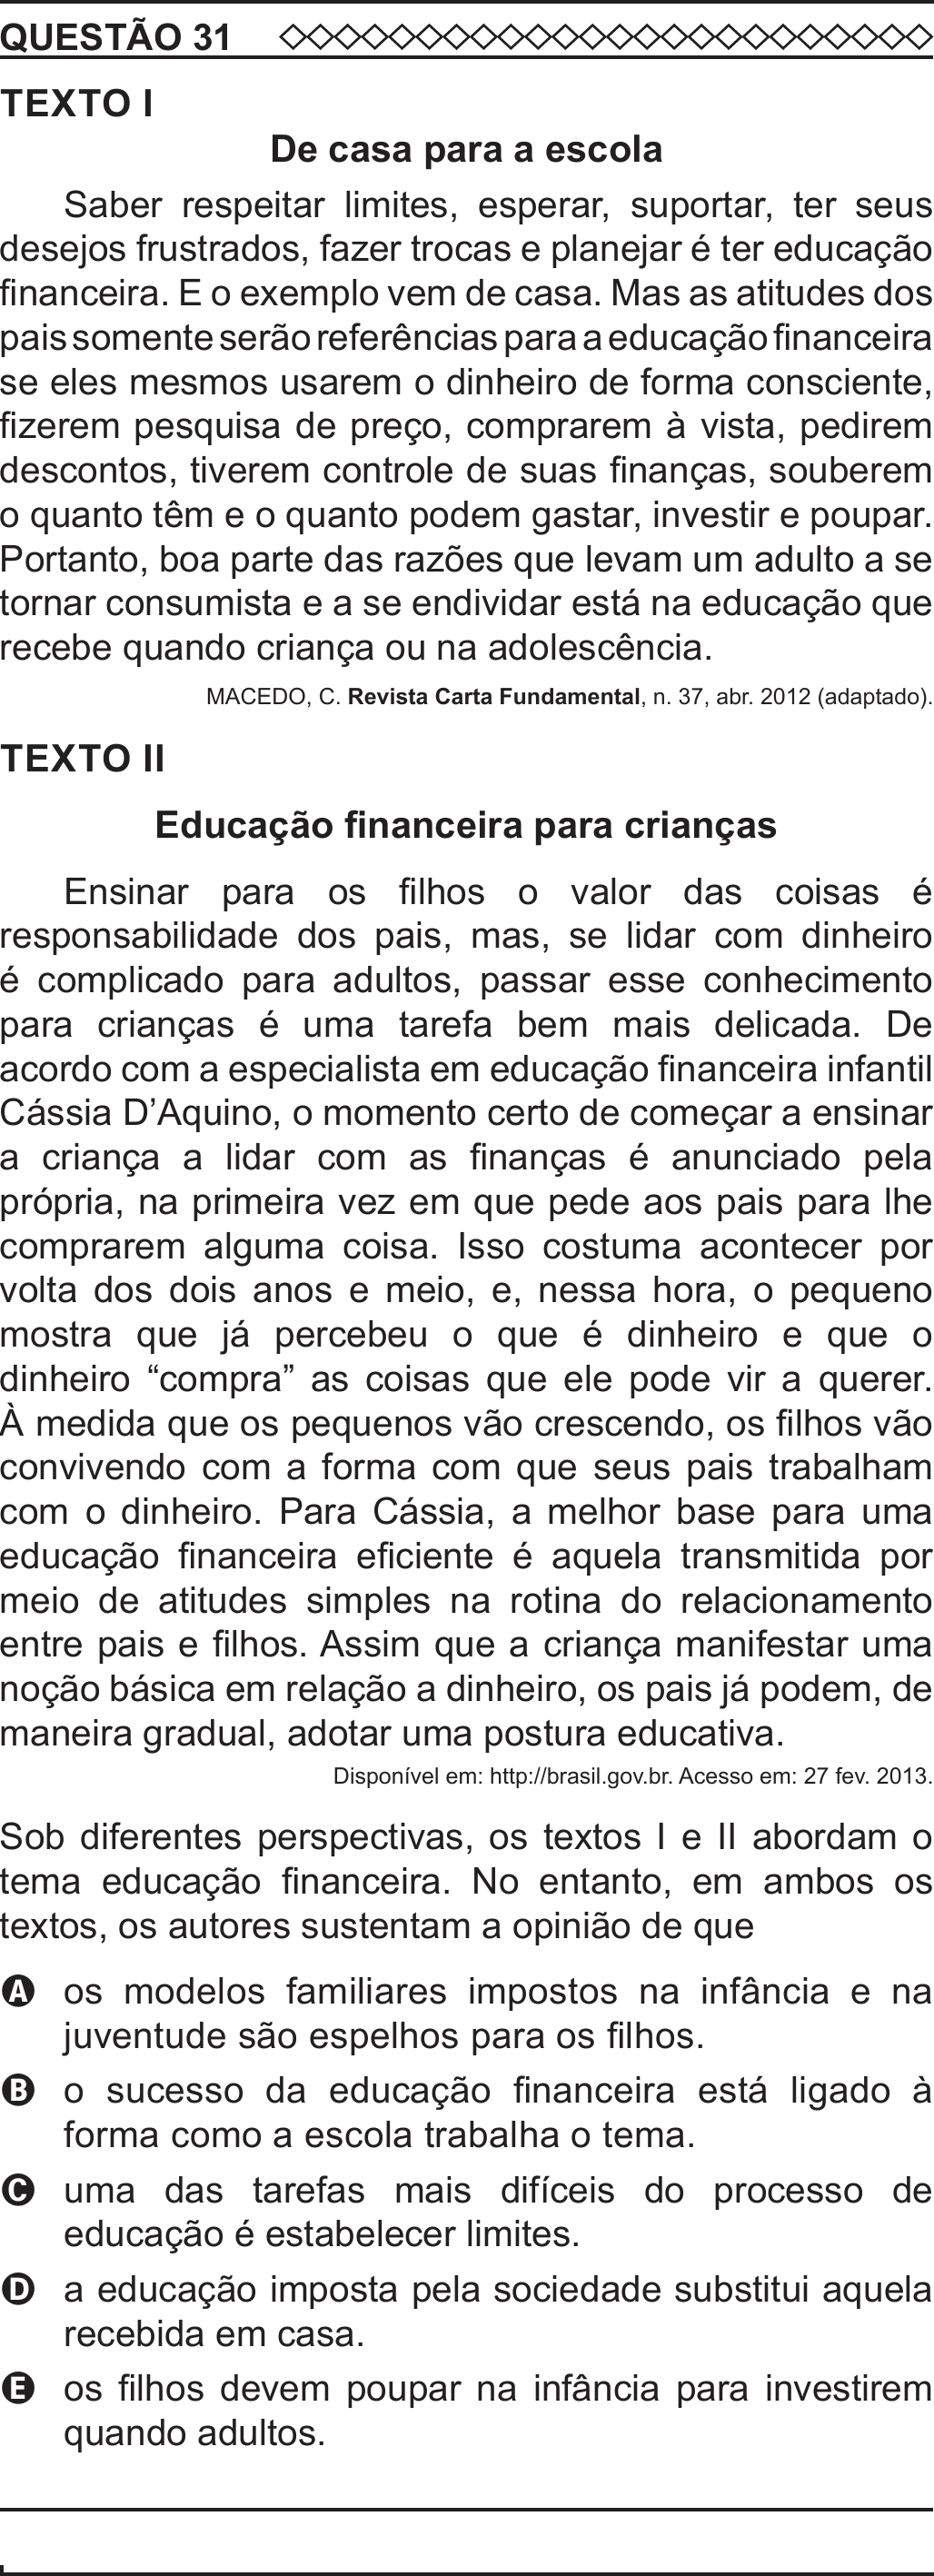 QUESTÃO 31
TEXTO I
De casa para a escola
Saber respeitar limites, esperar, suportar, ter seus
desejos frustrados, fazer trocas e planejar é ter educação
financeira. E o exemplo vem de casa. Mas as atitudes dos
pais somente serão referências para a educação financeira
se eles mesmos usarem o dinheiro de forma consciente,
fizerem pesquisa de preço, comprarem à vista, pedirem
descontos, tiverem controle de suas finanças, souberem
o quanto têm e o quanto podem gastar, investir e poupar.
Portanto, boa parte das razões que levam um adulto a se
tornar consumista e a se endividar está na educação que
recebe quando criança ou na adolescência.
MACEDO, C. Revista Carta Fundamental, n. 37, abr. 2012 (adaptado).
TEXTO II
Educação financeira para crianças
Ensinar para os filhos o valor das coisas é
responsabilidade dos pais, mas, se lidar com dinheiro
é complicado para adultos, passar esse conhecimento
para crianças é uma tarefa bem mais delicada. De
acordo com a especialista em educação financeira infantil
Cássia D’Aquino, o momento certo de começar a ensinar
a criança a lidar com as finanças é anunciado pela
própria, na primeira vez em que pede aos pais para lhe
comprarem alguma coisa. Isso costuma acontecer por
volta dos dois anos e meio, e, nessa hora, o pequeno
mostra que já percebeu o que é dinheiro e que o
dinheiro “compra” as coisas que ele pode vir a querer.
À medida que os pequenos vão crescendo, os filhos vão
convivendo com a forma com que seus pais trabalham
com o dinheiro. Para Cássia, a melhor base para uma
educação financeira eficiente é aquela transmitida por
meio de atitudes simples na rotina do relacionamento
entre pais e filhos. Assim que a criança manifestar uma
noção básica em relação a dinheiro, os pais já podem, de
maneira gradual, adotar uma postura educativa.
Disponível em: http://brasil.gov.br. Acesso em: 27 fev. 2013.
Sob diferentes perspectivas, os textos I e II abordam o
tema educação financeira. No entanto, em ambos os
textos, os autores sustentam a opinião de que
A os modelos familiares impostos na infância e na
juventude são espelhos para os filhos.
B o sucesso da educação financeira está ligado à
forma como a escola trabalha o tema.
C uma das tarefas mais difíceis do processo de
educação é estabelecer limites.
D a educação imposta pela sociedade substitui aquela
recebida em casa.
E os filhos devem poupar na infância para investirem
quando adultos.